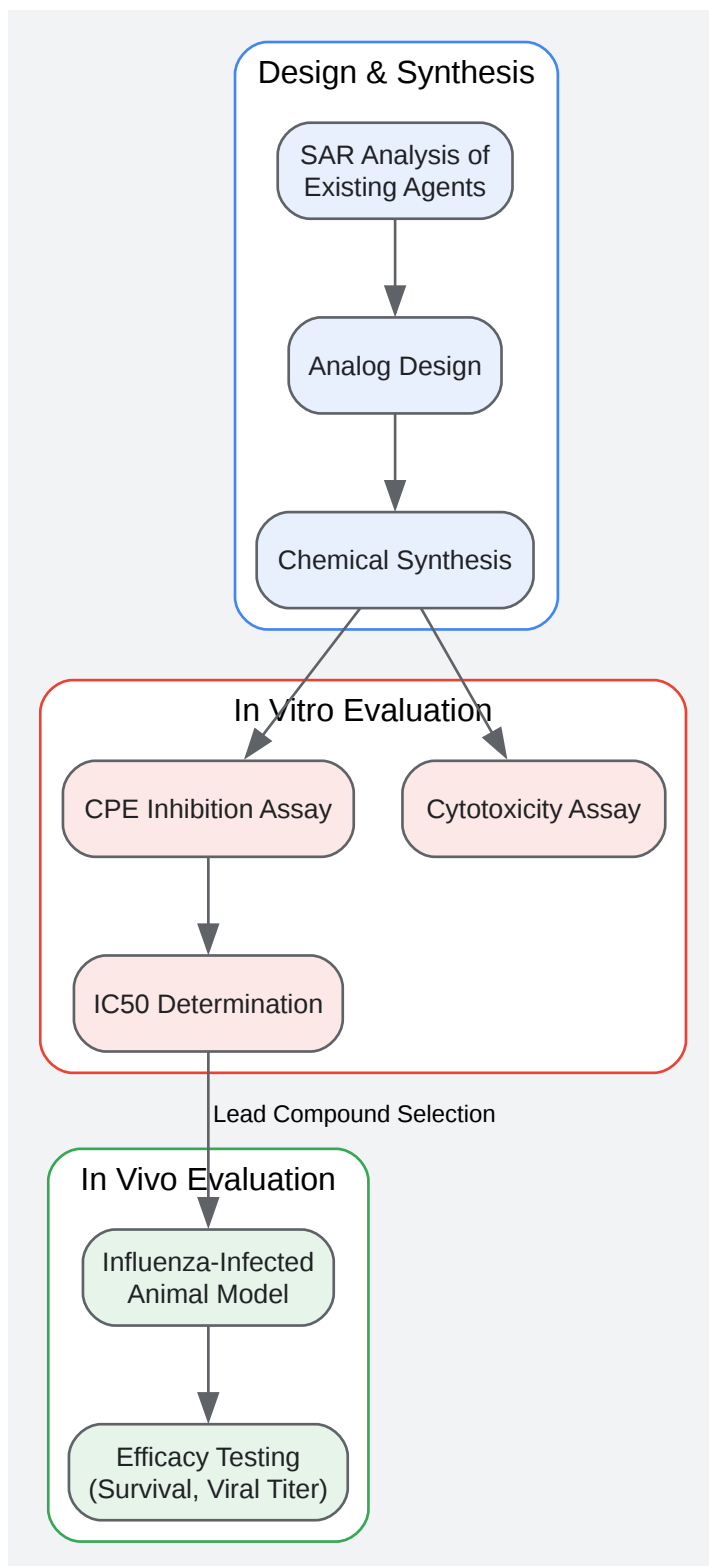 Design & Synthesis
SAR Analysis of
Existing Agents
Analog Design
Chemical Synthesis
In Vitro Evaluation
CPE Inhibition Assay
Cytotoxicity Assay
IC50 Determination
Lead Compound Selection
In Vivo Evaluation
Influenza-Infected
Animal Model
Efficacy Testing
(Survival, Viral Titer)